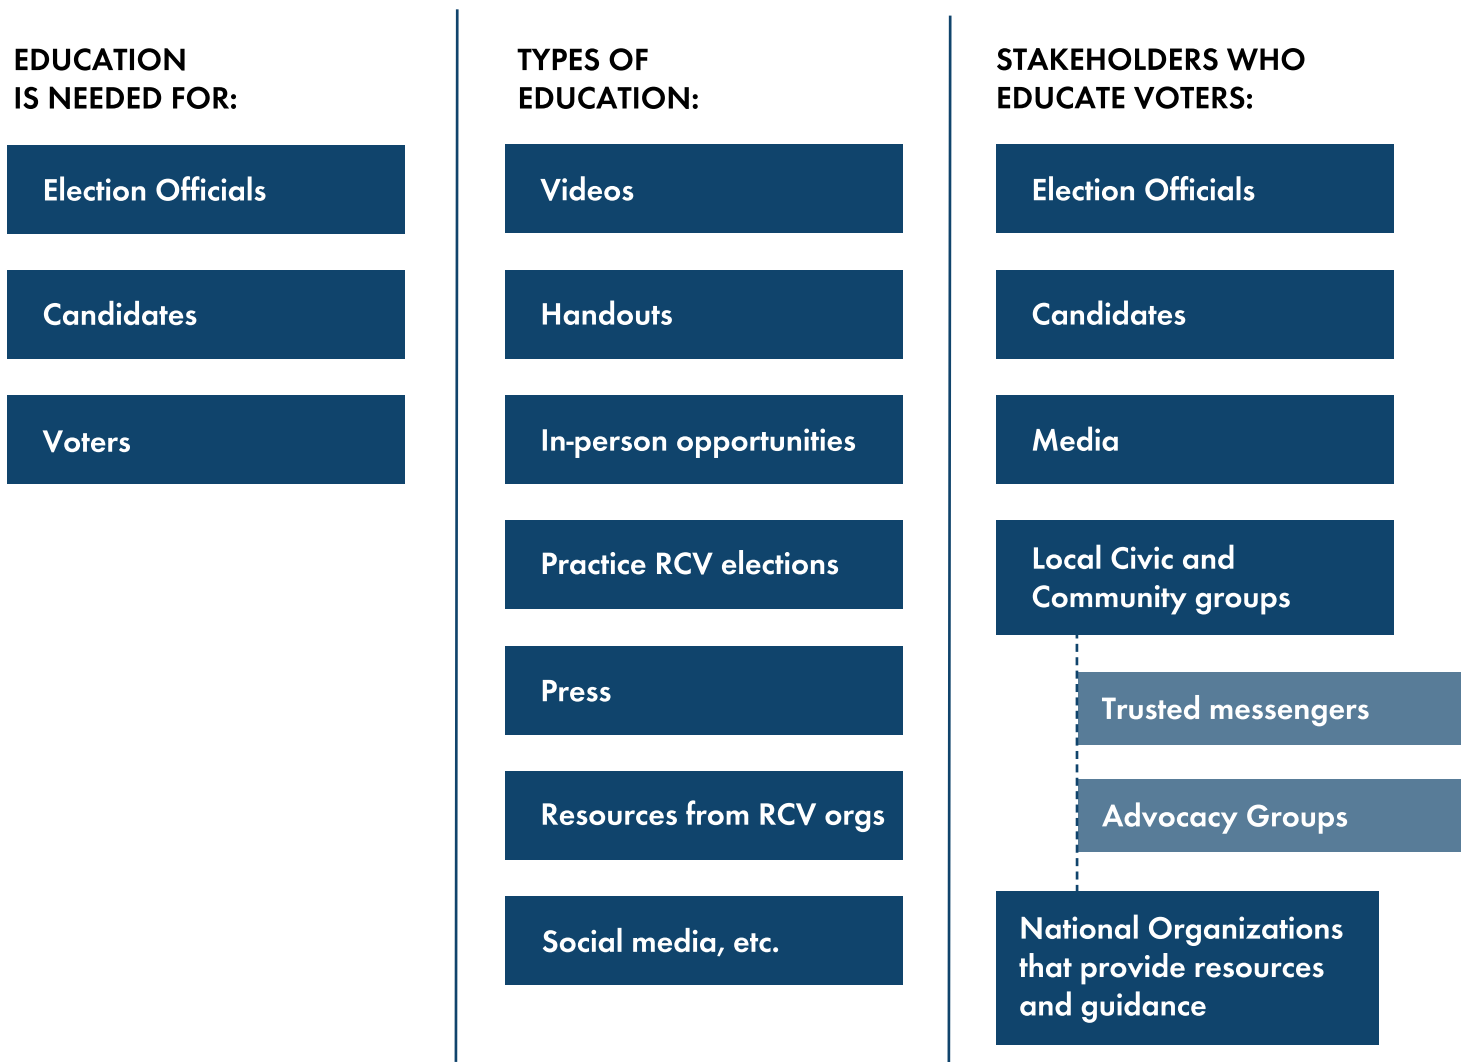 EDUCATION
IS NEEDED FOR:
Election Officials
Candidates
Voters
TYPES OF
EDUCATION:
Videos
Handouts
In-person opportunities
Practice RCV elections
Press
Resources from RCV orgs
Social media, etc.
STAKEHOLDERS WHO
EDUCATE VOTERS:
Election Officials
Candidates
Media
Local Civic and
Community groups
Trusted messengers
Advocacy Groups
National Organizations
that provide resources
and guidance